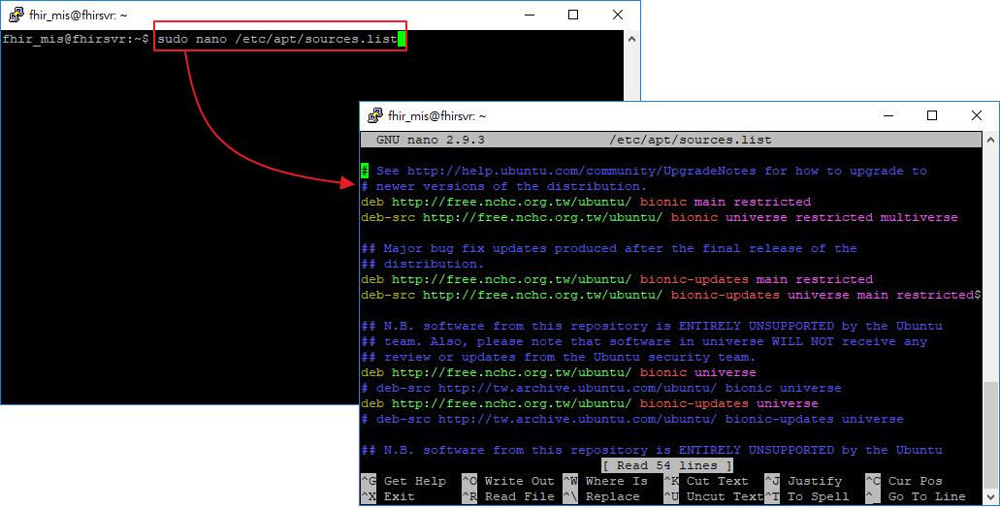 fhir_mis@fhirsvr: ~
fhir_mis@fhirsvr:~$ sudo nano /etc/apt/sources.list
fhir_mis@fhirsvr: ~
GNU nano 2.9.3 /etc/apt/sources.list
# See http://help.ubuntu.com/community/UpgradeNotes for how to upgrade to
# newer versions of the distribution.
deb http://free.nchc.org.tw/ubuntu/ bionic main restricted
deb-src http://free.nchc.org.tw/ubuntu/ bionic universe restricted multiverse
## Major bug fix updates produced after the final release of the
## distribution.
deb http://free.nchc.org.tw/ubuntu/ bionic-updates main restricted
deb-src http://free.nchc.org.tw/ubuntu/ bionic-updates universe main restricted$
## N.B. software from this repository is ENTIRELY UNSUPPORTED by the Ubuntu
## team. Also, please note that software in universe WILL NOT receive any
## review or updates from the Ubuntu security team.
deb http://free.nchc.org.tw/ubuntu/ bionic universe
# deb-src http://tw.archive.ubuntu.com/ubuntu/ bionic universe
deb http://free.nchc.org.tw/ubuntu/ bionic-updates universe
# deb-src http://tw.archive.ubuntu.com/ubuntu/ bionic-updates universe
## N.B. software from this repository is ENTIRELY UNSUPPORTED by the Ubuntu
[ Read 54 lines ]
^G Get Help ^O Write Out ^W Where Is ^K Cut Text ^J Justify ^C Cur Pos
^X Exit ^R Read File ^\ Replace ^U Uncut Text ^T To Spell ^_ Go To Line